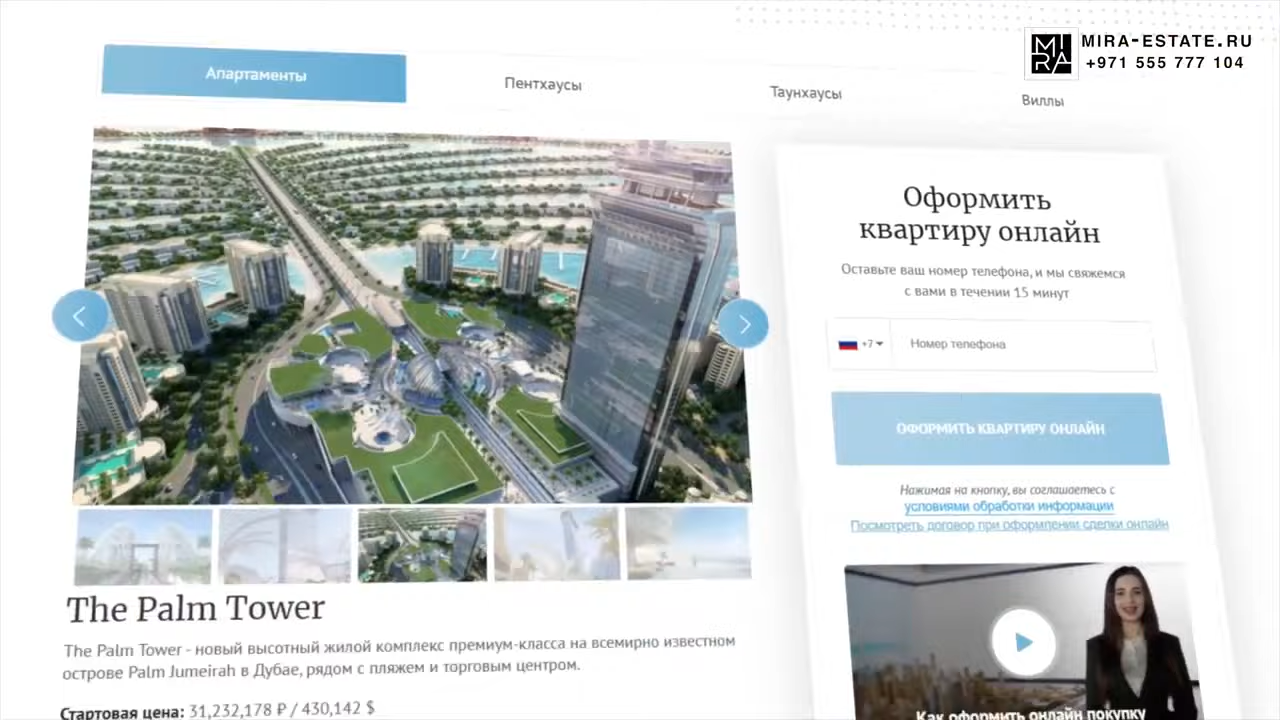 MIRA
MIRA-ESTATE.RU
+971 555 777 104
Апартаменты
Пентхаусы
Таунхаусы
Виллы
Оформить
квартиру онлайн
Оставьте ваш номер телефона, и мы свяжемся
с вами в течении 15 минут
+7
Номер телефона
ОФОРМИТЬ КВАРТИРУ ОНЛАЙН
Нажимая на кнопку, вы соглашаетесь с
условиями обработки информации
Посмотреть договор при оформлении сделки онлайн
Как оформить онлайн покупку
The Palm Tower
The Palm Tower - новый высотный жилой комплекс премиум-класса на всемирно известном
острове Palm Jumeirah в Дубае, рядом с пляжем и торговым центром.
Стартовая цена: 31,232,178 ₽ / 430,142 $